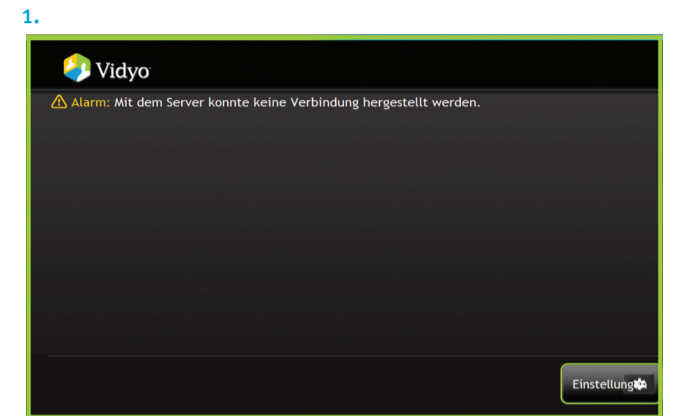 1.
Vidyo
Alarm: Mit dem Server konnte keine Verbindung hergestellt werden.
Einstellung